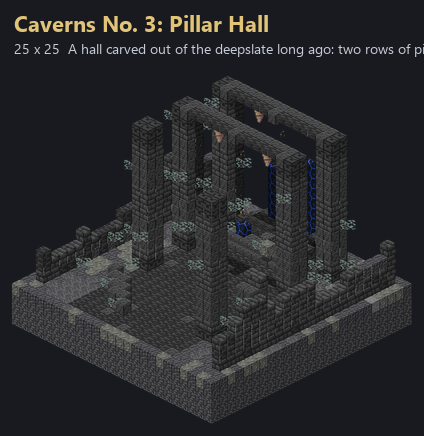 Caverns No. 3: Pillar Hall
25 x 25 A hall carved out of the deepslate long ago: two rows of